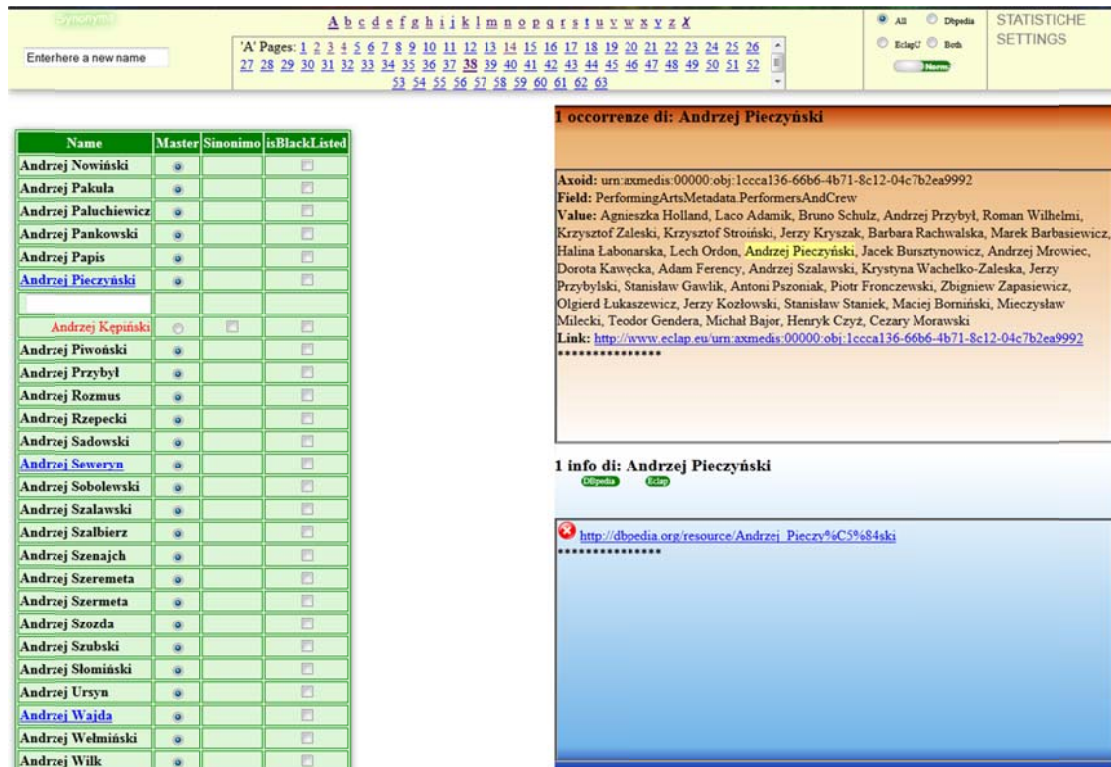 Synonyms
A b c d e f g h i j k l m n o p q r s t u v w x y z X
All Dbpedia
EclapU Both
Norm
STATISTICHE
SETTINGS
Enterhere a new name
'A' Pages: 1 2 3 4 5 6 7 8 9 10 11 12 13 14 15 16 17 18 19 20 21 22 23 24 25 26
27 28 29 30 31 32 33 34 35 36 37 38 39 40 41 42 43 44 45 46 47 48 49 50 51 52
53 54 55 56 57 58 59 60 61 62 63
Name Master Sinonimo isBlackListed
Andrzej Nowiński
Andrzej Pakuła
Andrzej Paluchiewicz
Andrzej Pankowski
Andrzej Papis
Andrzej Pieczyński
Andrzej Kępiński
Andrzej Piwoński
Andrzej Przybył
Andrzej Rozmus
Andrzej Rzepecki
Andrzej Sadowski
Andrzej Seweryn
Andrzej Sobolewski
Andrzej Szalawski
Andrzej Szalbierz
Andrzej Szenajch
Andrzej Szeremeta
Andrzej Szermeta
Andrzej Szozda
Andrzej Szubski
Andrzej Słomiński
Andrzej Ursyn
Andrzej Wajda
Andrzej Wełmiński
Andrzej Wilk
1 occorrenze di: Andrzej Pieczyński
Axoid: urn:axmedis:00000:obj:1ccca136-66b6-4b71-8c12-04c7b2ea9992
Field: PerformingArtsMetadata.PerformersAndCrew
Value: Agnieszka Holland, Laco Adamik, Bruno Schulz, Andrzej Przybył, Roman Wilhelmi,
Krzysztof Zaleski, Krzysztof Stroiński, Jerzy Kryszak, Barbara Rachwalska, Marek Barbasiewicz,
Halina Łabonarska, Lech Ordon, Andrzej Pieczyński, Jacek Bursztynowicz, Andrzej Mrowiec,
Dorota Kawęcka, Adam Ferency, Andrzej Szalawski, Krystyna Wachelko-Zaleska, Jerzy
Przybylski, Stanisław Gawlik, Antoni Pszoniak, Piotr Fronczewski, Zbigniew Zapasiewicz,
Olgierd Łukaszewicz, Jerzy Kozłowski, Stanisław Staniek, Maciej Borniński, Mieczysław
Milecki, Teodor Gendera, Michał Bajor, Henryk Czyż, Cezary Morawski
Link: http://www.eclap.eu/urn:axmedis:00000:obj:1ccca136-66b6-4b71-8c12-04c7b2ea9992
***************
1 info di: Andrzej Pieczyński
DBpedia Eclap
http://dbpedia.org/resource/Andrzej_Pieczy%C5%84ski
***************